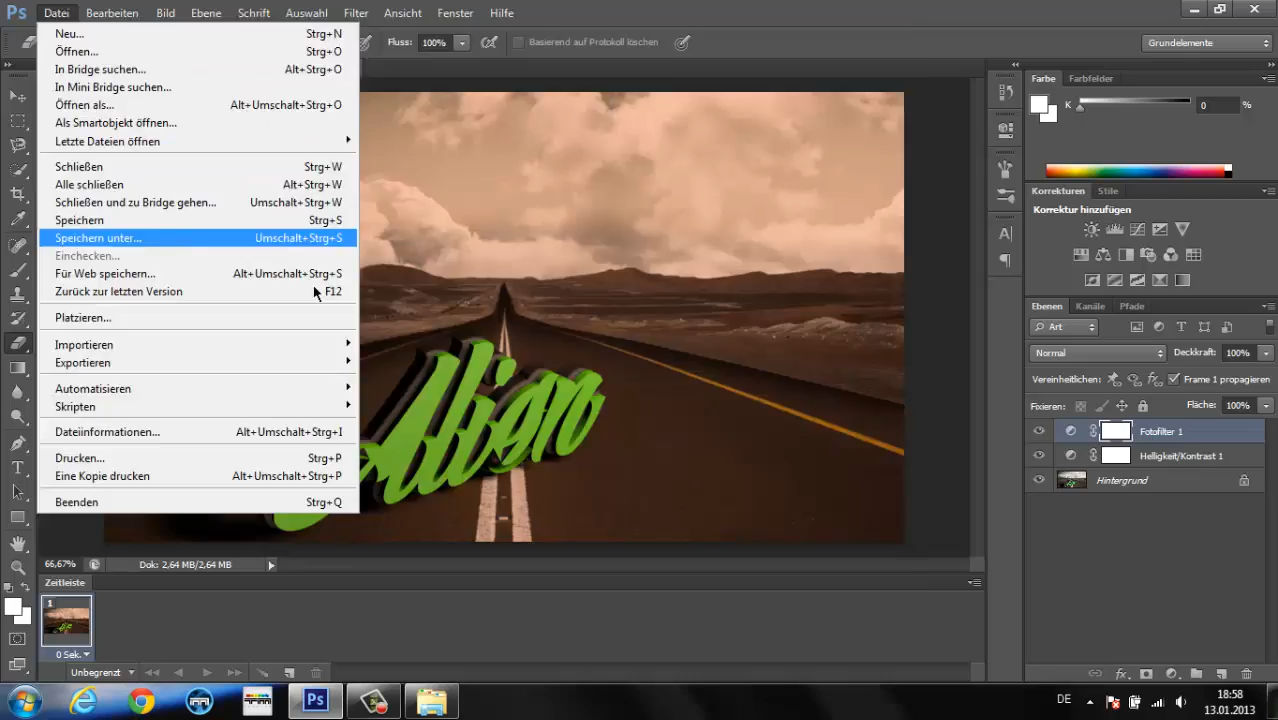 Ps Datei Bearbeiten Bild Ebene Schrift Auswahl Filter Ansicht Fenster Hilfe
Fluss: 100% Basierend auf Protokoll löschen Grundelemente
Neu... Strg+N
Öffnen... Strg+O
In Bridge suchen... Alt+Strg+O
In Mini Bridge suchen...
Öffnen als... Alt+Umschalt+Strg+O
Als Smartobjekt öffnen...
Letzte Dateien öffnen
Schließen Strg+W
Alle schließen Alt+Strg+W
Schließen und zu Bridge gehen... Umschalt+Strg+W
Speichern Strg+S
Speichern unter... Umschalt+Strg+S
Einchecken...
Für Web speichern... Alt+Umschalt+Strg+S
Zurück zur letzten Version F12
Platzieren...
Importieren
Exportieren
Automatisieren
Skripten
Dateiinformationen... Alt+Umschalt+Strg+I
Drucken... Strg+P
Eine Kopie drucken Alt+Umschalt+Strg+P
Beenden Strg+Q
Farbe Farbfelder
K 0 %
Korrekturen Stile
Korrektur hinzufügen
Ebenen Kanäle Pfade
Art
Normal Deckkraft: 100%
Vereinheitlichen: Frame 1 propagieren
Fixieren: Fläche: 100%
Fotofilter 1
Helligkeit/Kontrast 1
Hintergrund
66,67% Dok: 2,64 MB/2,64 MB
Zeitleiste
1
0 Sek.
Unbegrenzt
Ps DE 18:58
13.01.2013